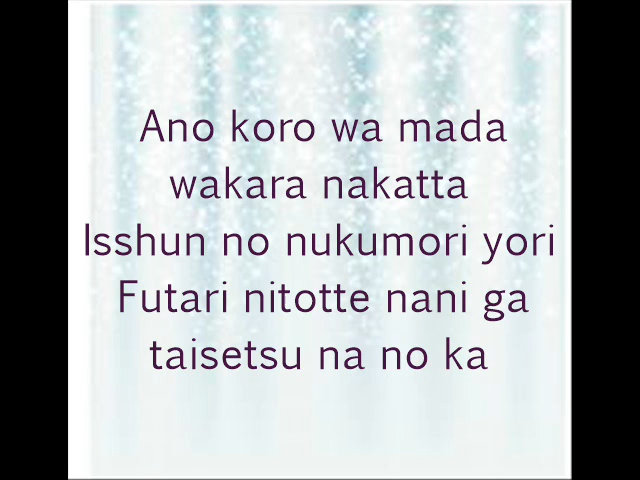 Ano koro wa mada
wakara nakatta
Isshun no nukumori yori
Futari nitotte nani ga
taisetsu na no ka